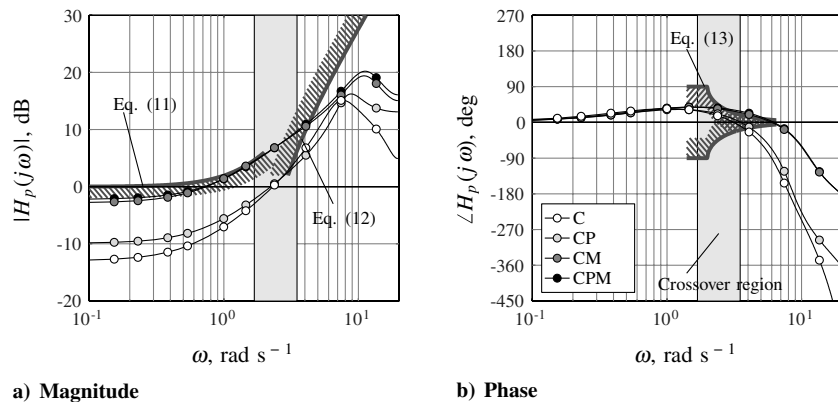 30
20
10
0
-10
-20
|H_p(jω)|, dB
Eq. (11)
Eq. (12)
10^-1
10^0
10^1
ω, rad s^-1
a) Magnitude
270
180
90
0
-90
-180
-270
-360
-450
∠H_p(jω), deg
Eq. (13)
C
CP
CM
CPM
Crossover region
10^-1
10^0
10^1
ω, rad s^-1
b) Phase